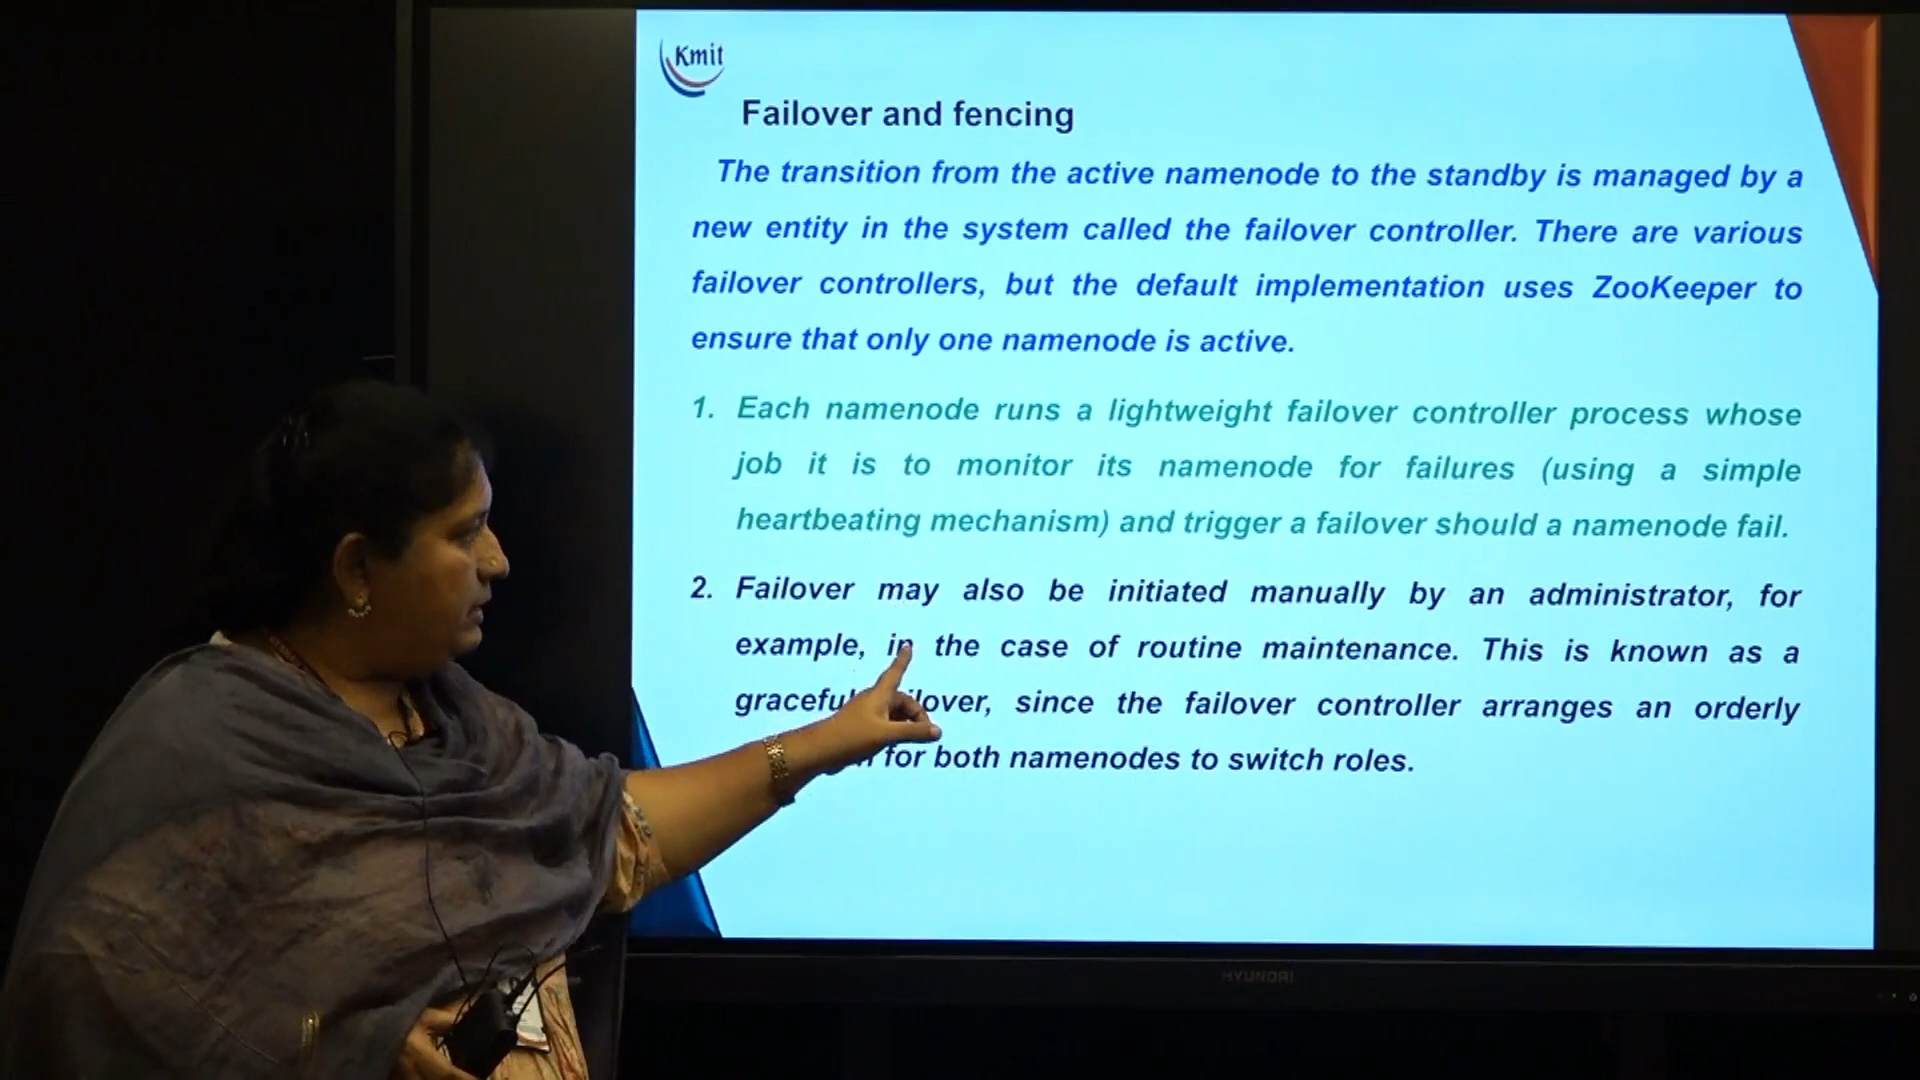 Kmit
Failover and fencing
The transition from the active namenode to the standby is managed by a
new entity in the system called the failover controller. There are various
failover controllers, but the default implementation uses ZooKeeper to
ensure that only one namenode is active.
1. Each namenode runs a lightweight failover controller process whose
job it is to monitor its namenode for failures (using a simple
heartbeating mechanism) and trigger a failover should a namenode fail.
2. Failover may also be initiated manually by an administrator, for
example, in the case of routine maintenance. This is known as a
graceful failover, since the failover controller arranges an orderly
for both namenodes to switch roles.
HYUNDAI